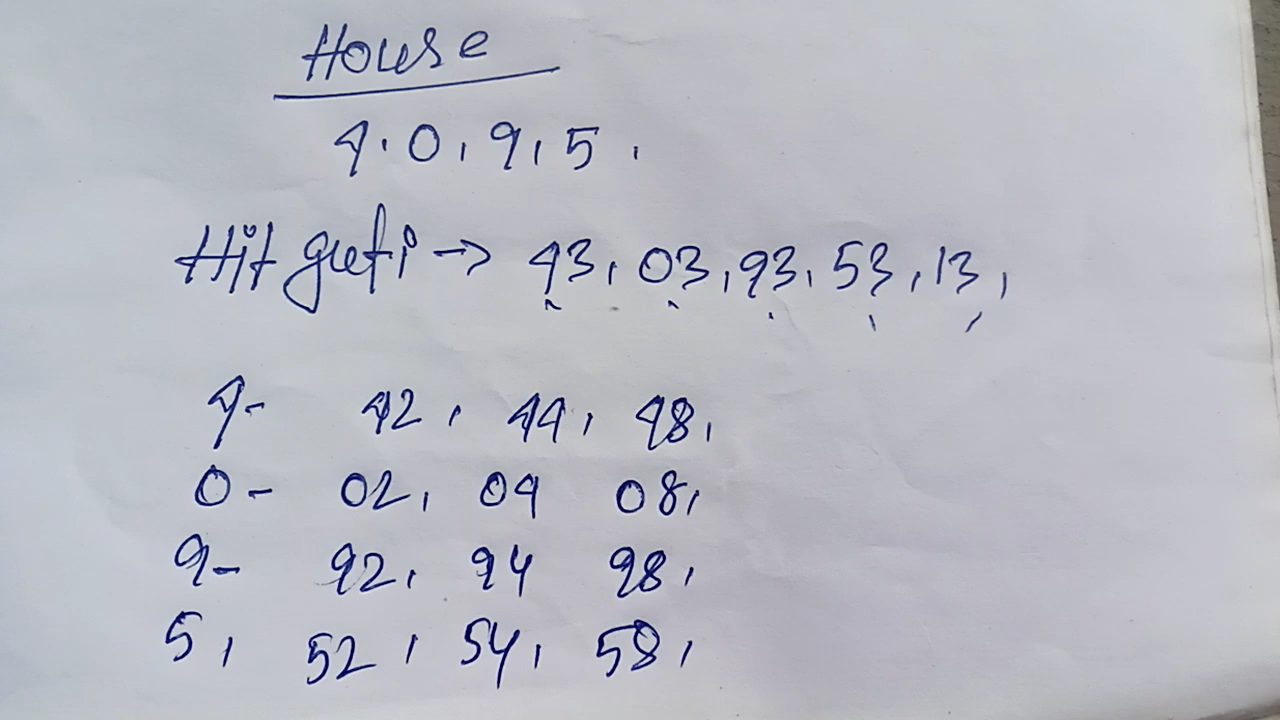 House
4. 0, 9, 5.
Hit guti → 43, 03, 93, 53, 13,
4- 42, 44, 48,
0- 02, 04 08,
9- 92, 94 98,
5, 52, 54, 58,